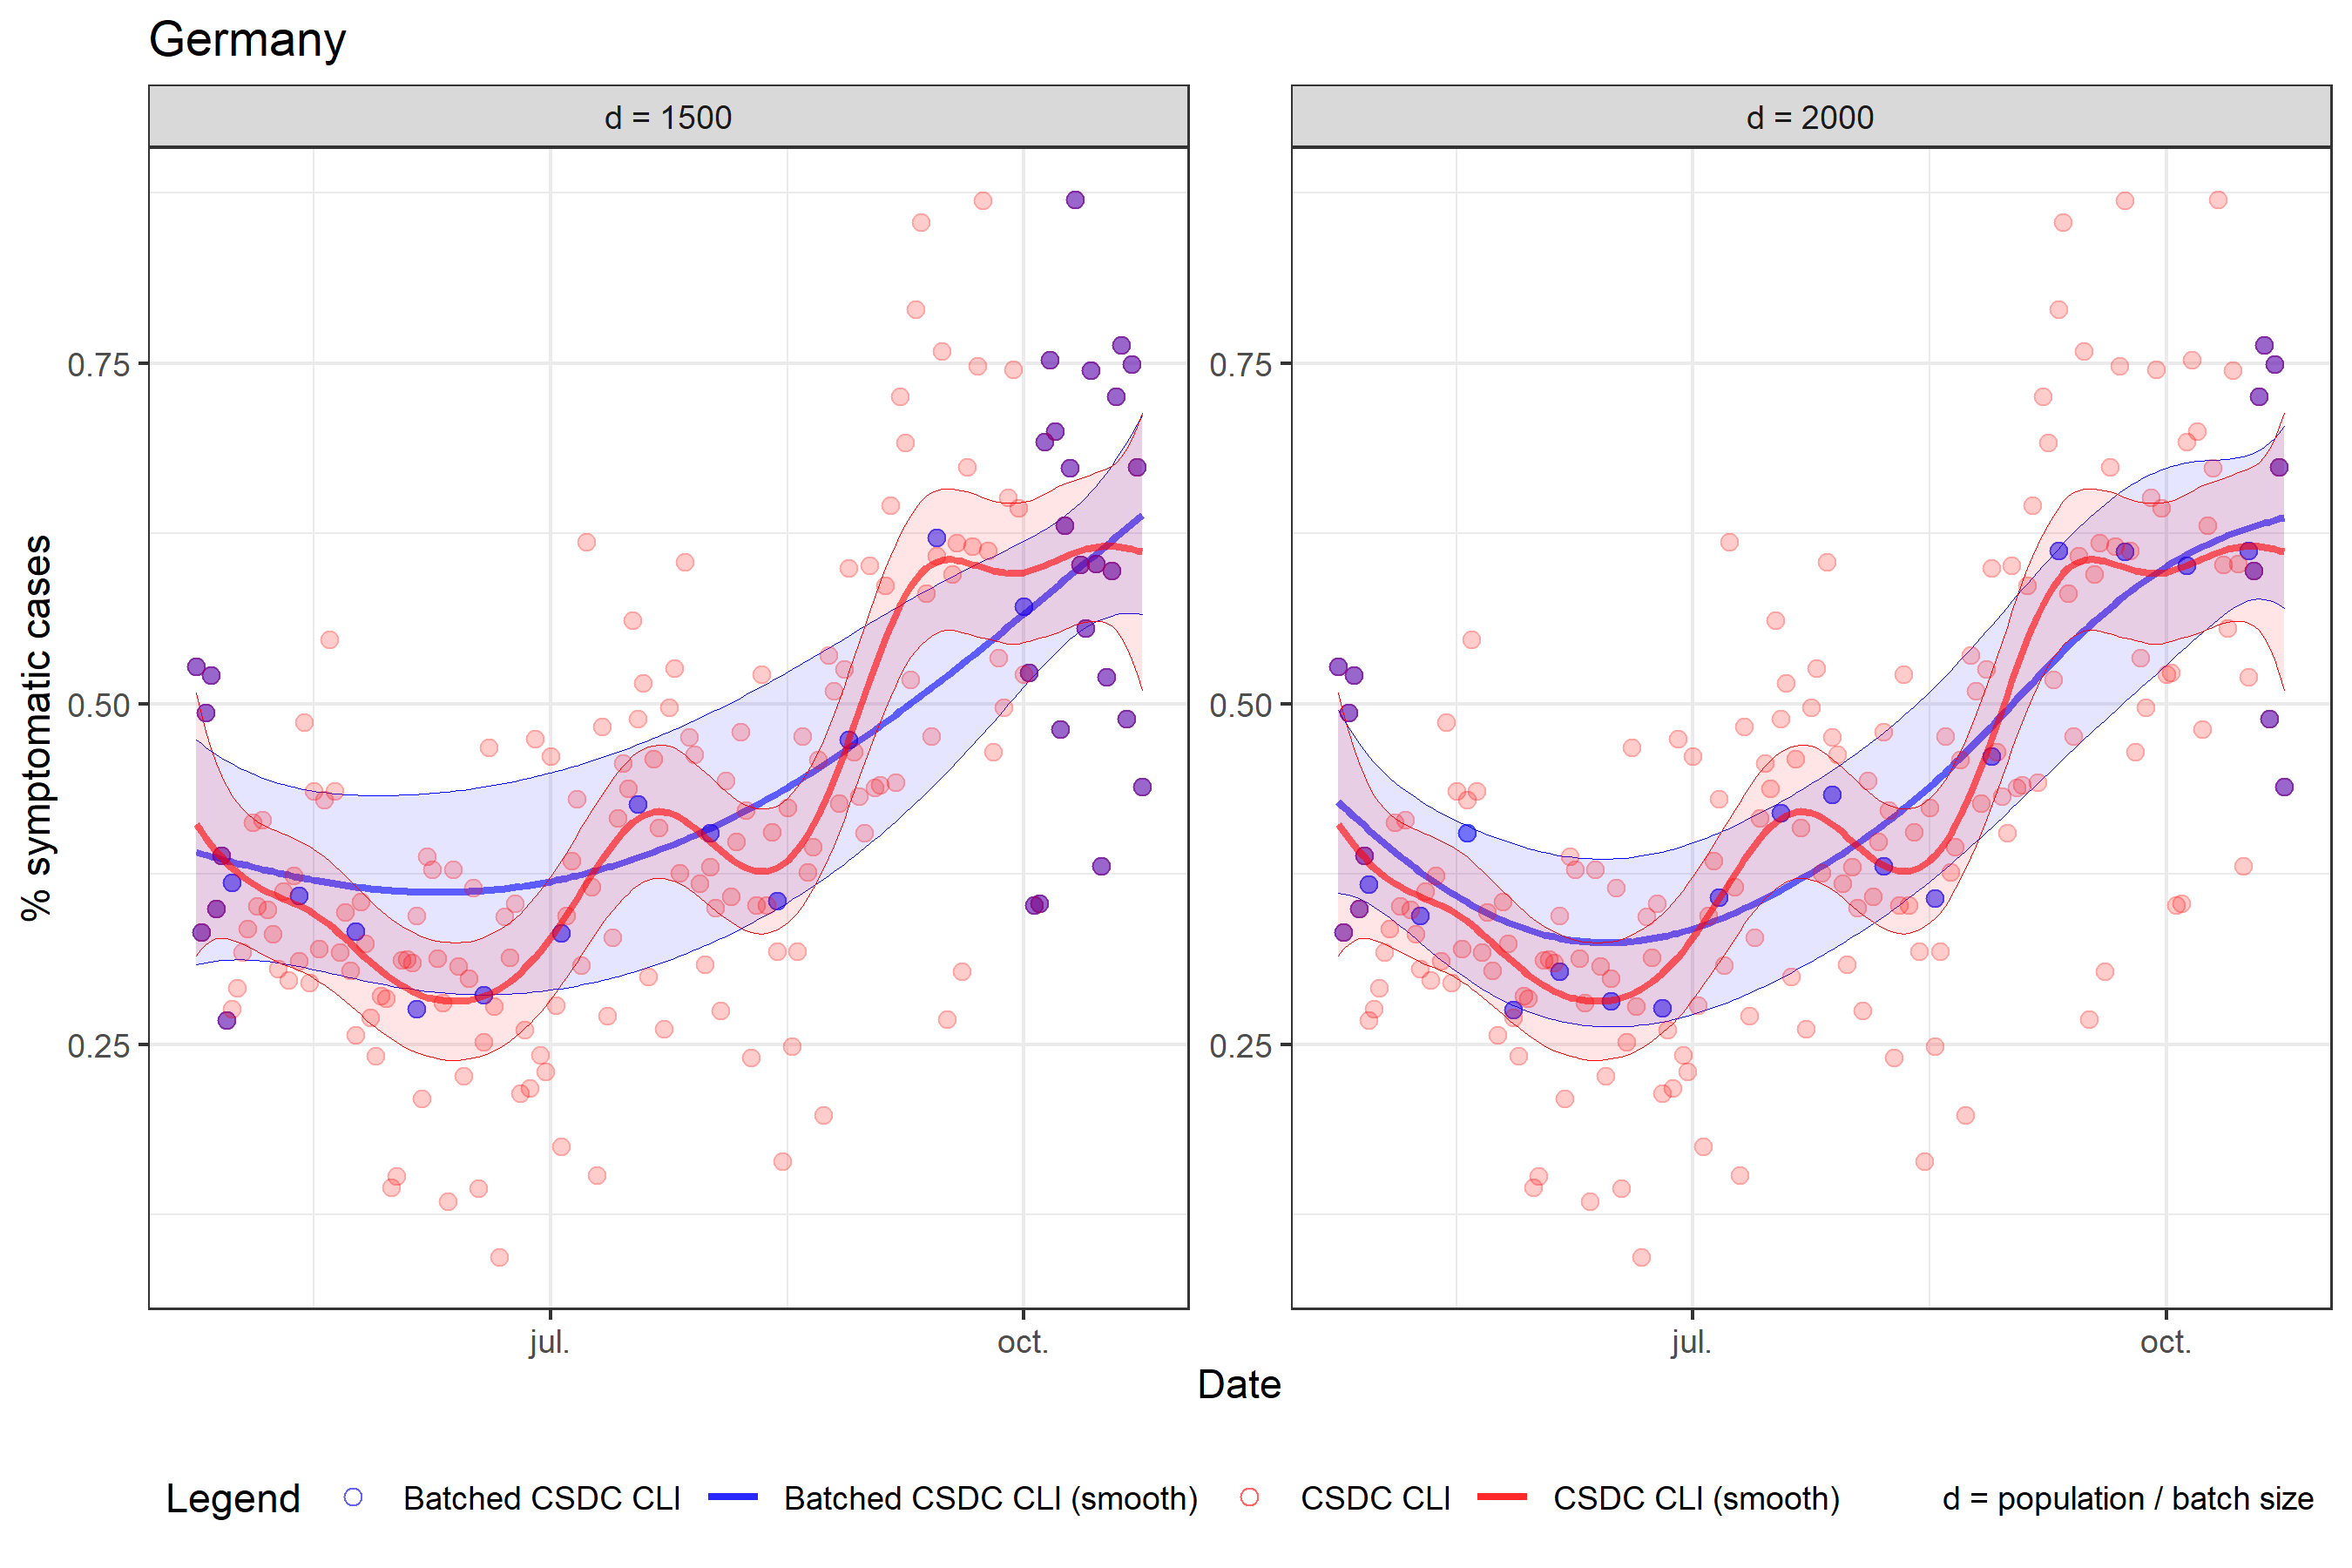 Germany
d = 1500
d = 2000
% symptomatic cases
0.75
0.50
0.25
0.75
0.50
0.25
jul.
oct.
jul.
oct.
Date
Legend Batched CSDC CLI Batched CSDC CLI (smooth) CSDC CLI CSDC CLI (smooth) d = population / batch size